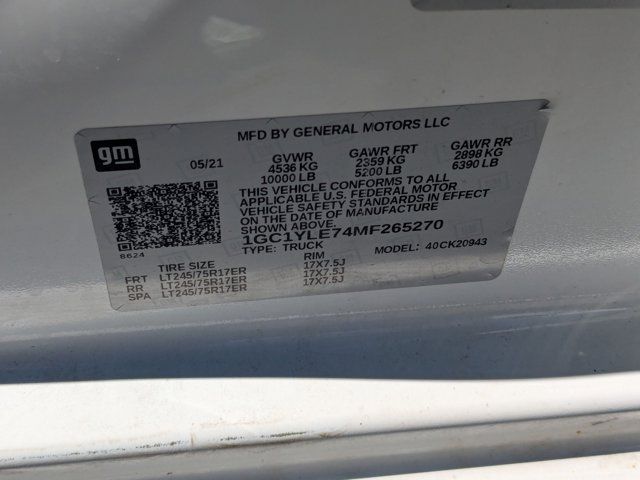 MFD BY GENERAL MOTORS LLC
gm
05/21 GVWR GAWR FRT GAWR RR
4536 KG 2359 KG 2898 KG
10000 LB 5200 LB 6390 LB
THIS VEHICLE CONFORMS TO ALL
APPLICABLE U.S. FEDERAL MOTOR
VEHICLE SAFETY STANDARDS IN EFFECT
ON THE DATE OF MANUFACTURE
SHOWN ABOVE.
8624
1GC1YLE74MF265270
TYPE: TRUCK MODEL: 40CK20943
TIRE SIZE RIM
FRT LT245/75R17ER 17X7.5J
RR LT245/75R17ER 17X7.5J
SPA LT245/75R17ER 17X7.5J